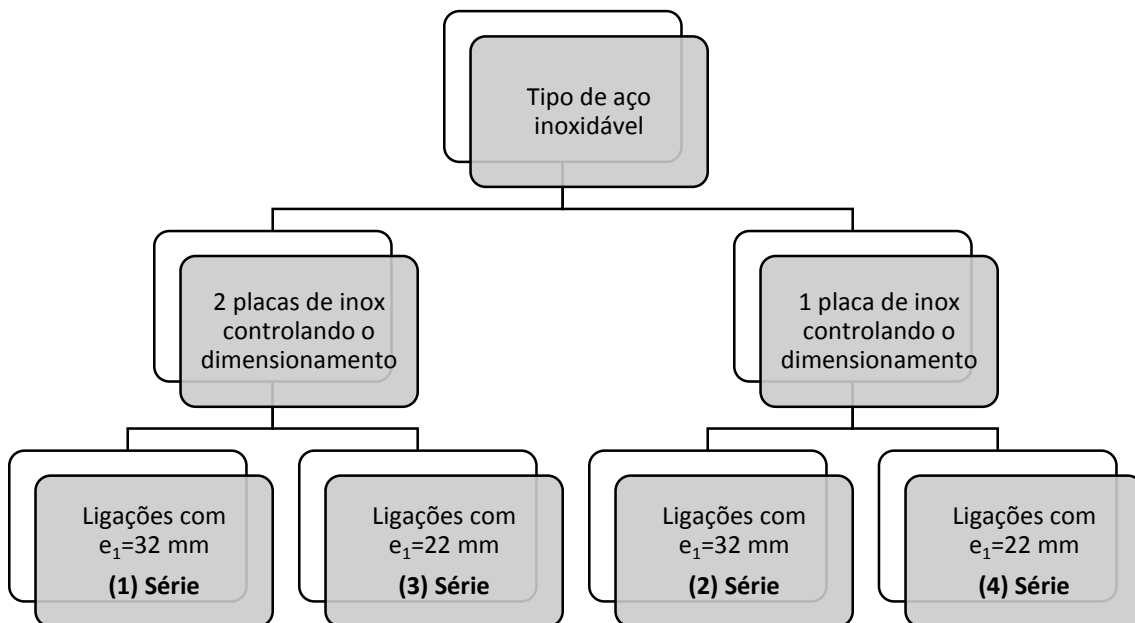 Tipo de aço
inoxidável
2 placas de inox
controlando o
dimensionamento
1 placa de inox
controlando o
dimensionamento
Ligações com
e₁=32 mm
(1) Série
Ligações com
e₁=22 mm
(3) Série
Ligações com
e₁=32 mm
(2) Série
Ligações com
e₁=22 mm
(4) Série